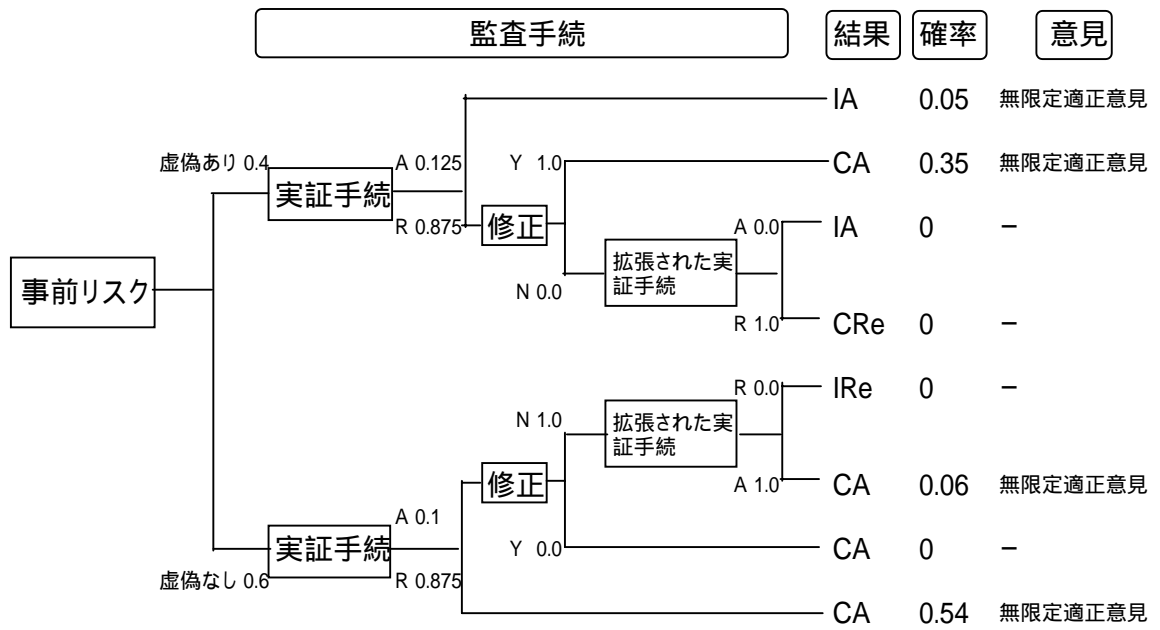 監査手続 結果 確率 意見
IA 0.05 無限定適正意見
虚偽あり 0.4 A 0.125 Y 1.0 CA 0.35 無限定適正意見
実証手続
R 0.875 修正 A 0.0 IA 0 −
拡張された実
証手続
N 0.0
事前リスク
R 1.0 CRe 0 −
R 0.0 IRe 0 −
N 1.0 拡張された実
証手続
修正
A 1.0 CA 0.06 無限定適正意見
A 0.1
実証手続 Y 0.0 CA 0 −
虚偽なし 0.6 R 0.875
CA 0.54 無限定適正意見